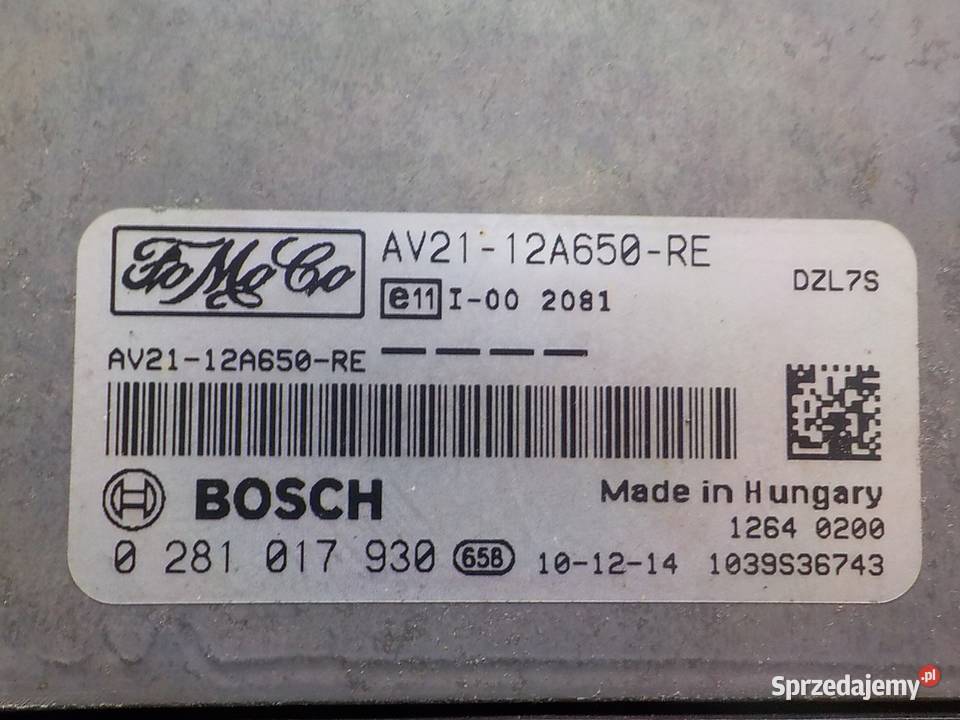 FoMoCo AV21-12A650-RE DZL7S
e11 I-00 2081
AV21-12A650-RE
BOSCH Made in Hungary
1264 0200
0 281 017 930 658 10-12-14 1039S36743
Sprzedajemy.pl